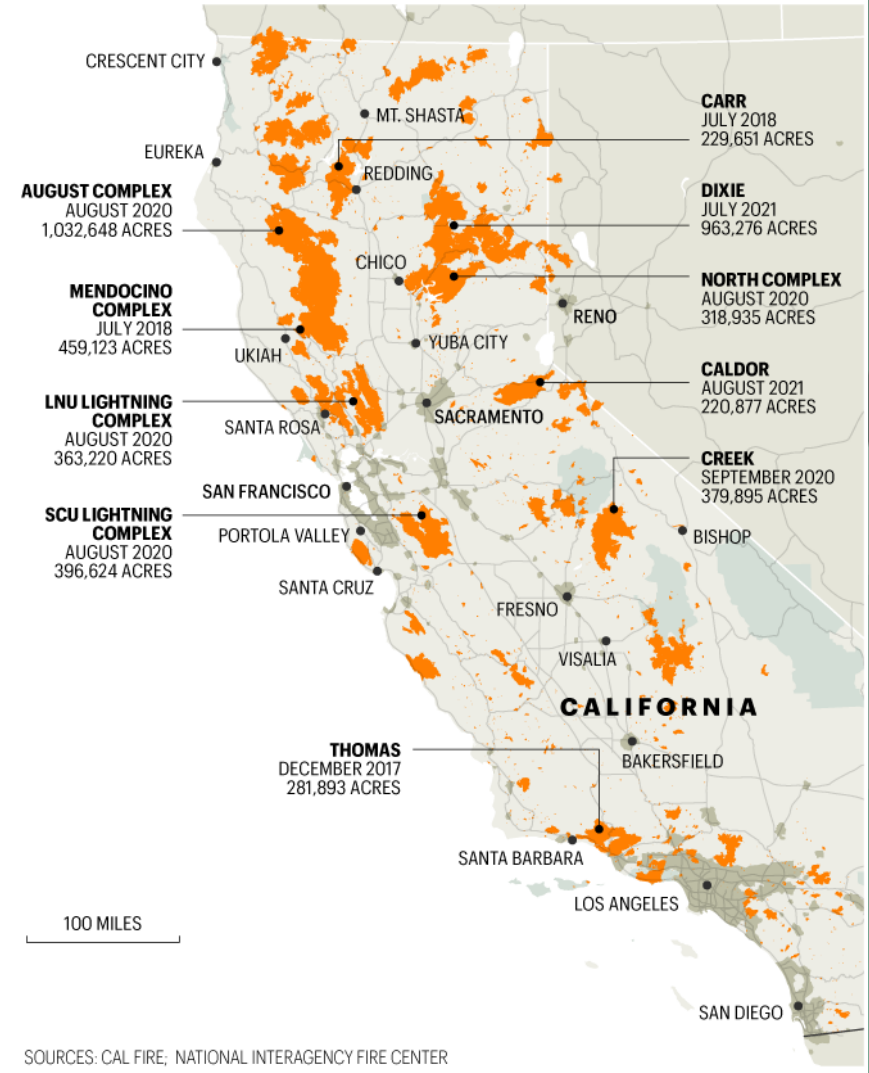 CRESCENT CITY
MT. SHASTA
CARR
JULY 2018
229,651 ACRES
EUREKA
REDDING
AUGUST COMPLEX
AUGUST 2020
1,032,648 ACRES
DIXIE
JULY 2021
963,276 ACRES
CHICO
NORTH COMPLEX
AUGUST 2020
318,935 ACRES
MENDOCINO
COMPLEX
JULY 2018
459,123 ACRES
RENO
UKIAH
YUBA CITY
CALDOR
AUGUST 2021
220,877 ACRES
LNU LIGHTNING
COMPLEX
AUGUST 2020
363,220 ACRES
SANTA ROSA
SACRAMENTO
CREEK
SEPTEMBER 2020
379,895 ACRES
SAN FRANCISCO
SCU LIGHTNING
COMPLEX
AUGUST 2020
396,624 ACRES
PORTOLA VALLEY
BISHOP
SANTA CRUZ
FRESNO
VISALIA
CALIFORNIA
THOMAS
DECEMBER 2017
281,893 ACRES
BAKERSFIELD
SANTA BARBARA
LOS ANGELES
100 MILES
SAN DIEGO
SOURCES: CAL FIRE; NATIONAL INTERAGENCY FIRE CENTER